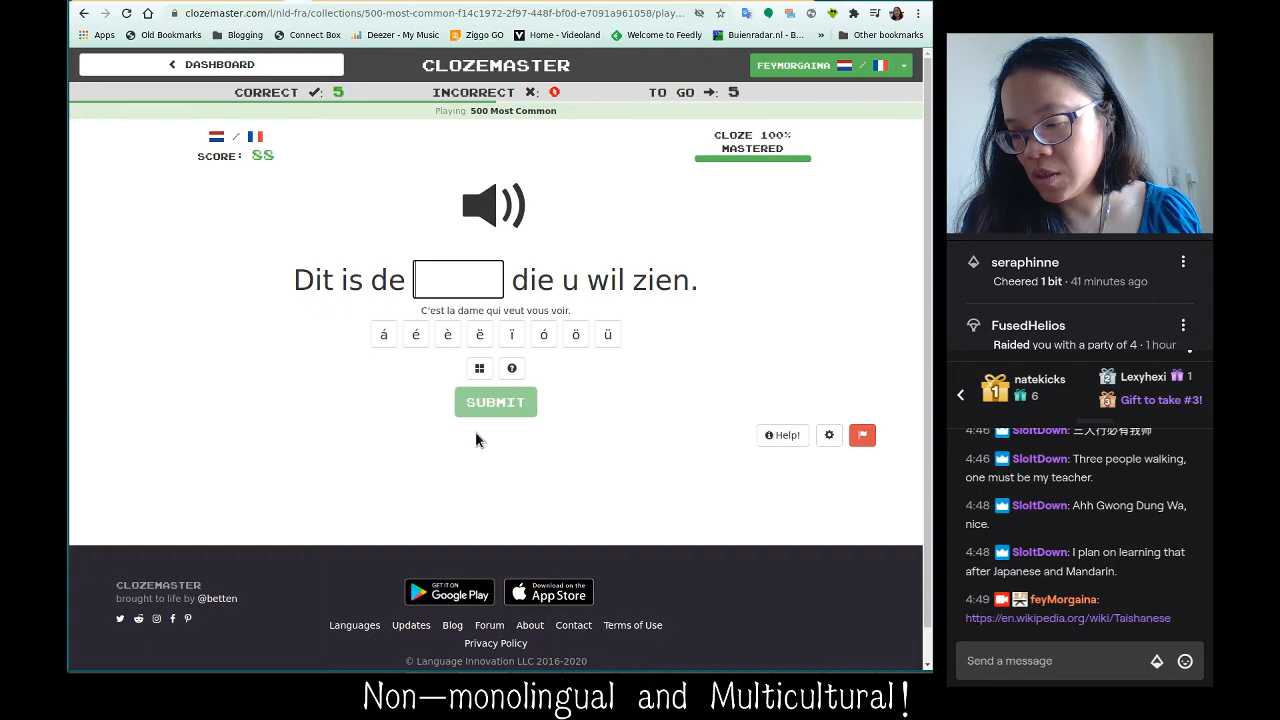 clozemaster.com/l/nld-fra/collections/500-most-common-f14c1972-2f97-448f-bf0d-e7091a961058/play...
Apps Old Bookmarks Blogging Connect Box Deezer - My Music Ziggo GO Home - Videoland Welcome to Feedly Buienradar.nl - B... » Other bookmarks
DASHBOARD CLOZEMASTER FEYMORGAINA /
CORRECT ✔: 5 INCORRECT ✖: 0 TO GO ➔: 5
Playing: 500 Most Common
/
SCORE: 88
CLOZE 100%
MASTERED
Dit is de die u wil zien.
C'est la dame qui veut vous voir.
á é è ë ï ó ö ü
SUBMIT
Help!
CLOZEMASTER
brought to life by @betten
GET IT ON
Google Play
Download on the
App Store
Languages Updates Blog Forum About Contact Terms of Use
Privacy Policy
© Language Innovation LLC 2016-2020
seraphinne
Cheered 1 bit · 41 minutes ago
FusedHelios
Raided you with a party of 4 · 1 hour
1 natekicks
6
2 Lexyhexi 1
3 Gift to take #3!
4:46 SloItDown: 三人行必有我师
4:46 SloItDown: Three people walking,
one must be my teacher.
4:48 SloItDown: Ahh Gwong Dung Wa,
nice.
4:48 SloItDown: I plan on learning that
after Japanese and Mandarin.
4:49 feyMorgaina:
https://en.wikipedia.org/wiki/Taishanese
Send a message
Non-monolingual and Multicultural!